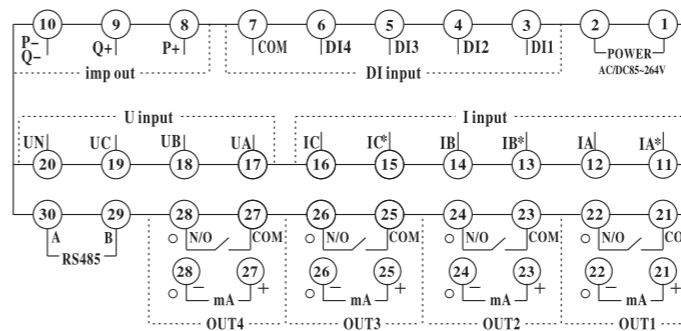 10 9 8 7 6 5 4 3 2 1
P− Q− Q+ P+ COM DI4 DI3 DI2 DI1 POWER
imp out DI input AC/DC85~264V
U input I input
UN UC UB UA IC IC* IB IB* IA IA*
20 19 18 17 16 15 14 13 12 11
30 29 28 27 26 25 24 23 22 21
A B N/O COM N/O COM N/O COM N/O COM
RS485
28 27 26 25 24 23 22 21
− mA + − mA + − mA + − mA +
OUT4 OUT3 OUT2 OUT1